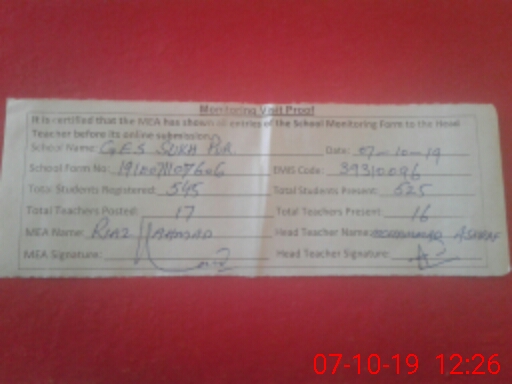 Monitoring Visit Proof
It is certified that the MEA has shown all entries of the School Monitoring Form to the Head
Teacher before its online submission.
School Name: G.E.S SUKH PUR. Date: 07-10-19
School Form No: EMIS Code: 39310096
Total Students Registered: 545 Total Students Present: 525
Total Teachers Posted: 17 Total Teachers Present: 16
MEA Name: RIAZ AHMAD Head Teacher Name: MOHAMMAD ASHRAF
MEA Signature: Head Teacher Signature:
07-10-19 12:26